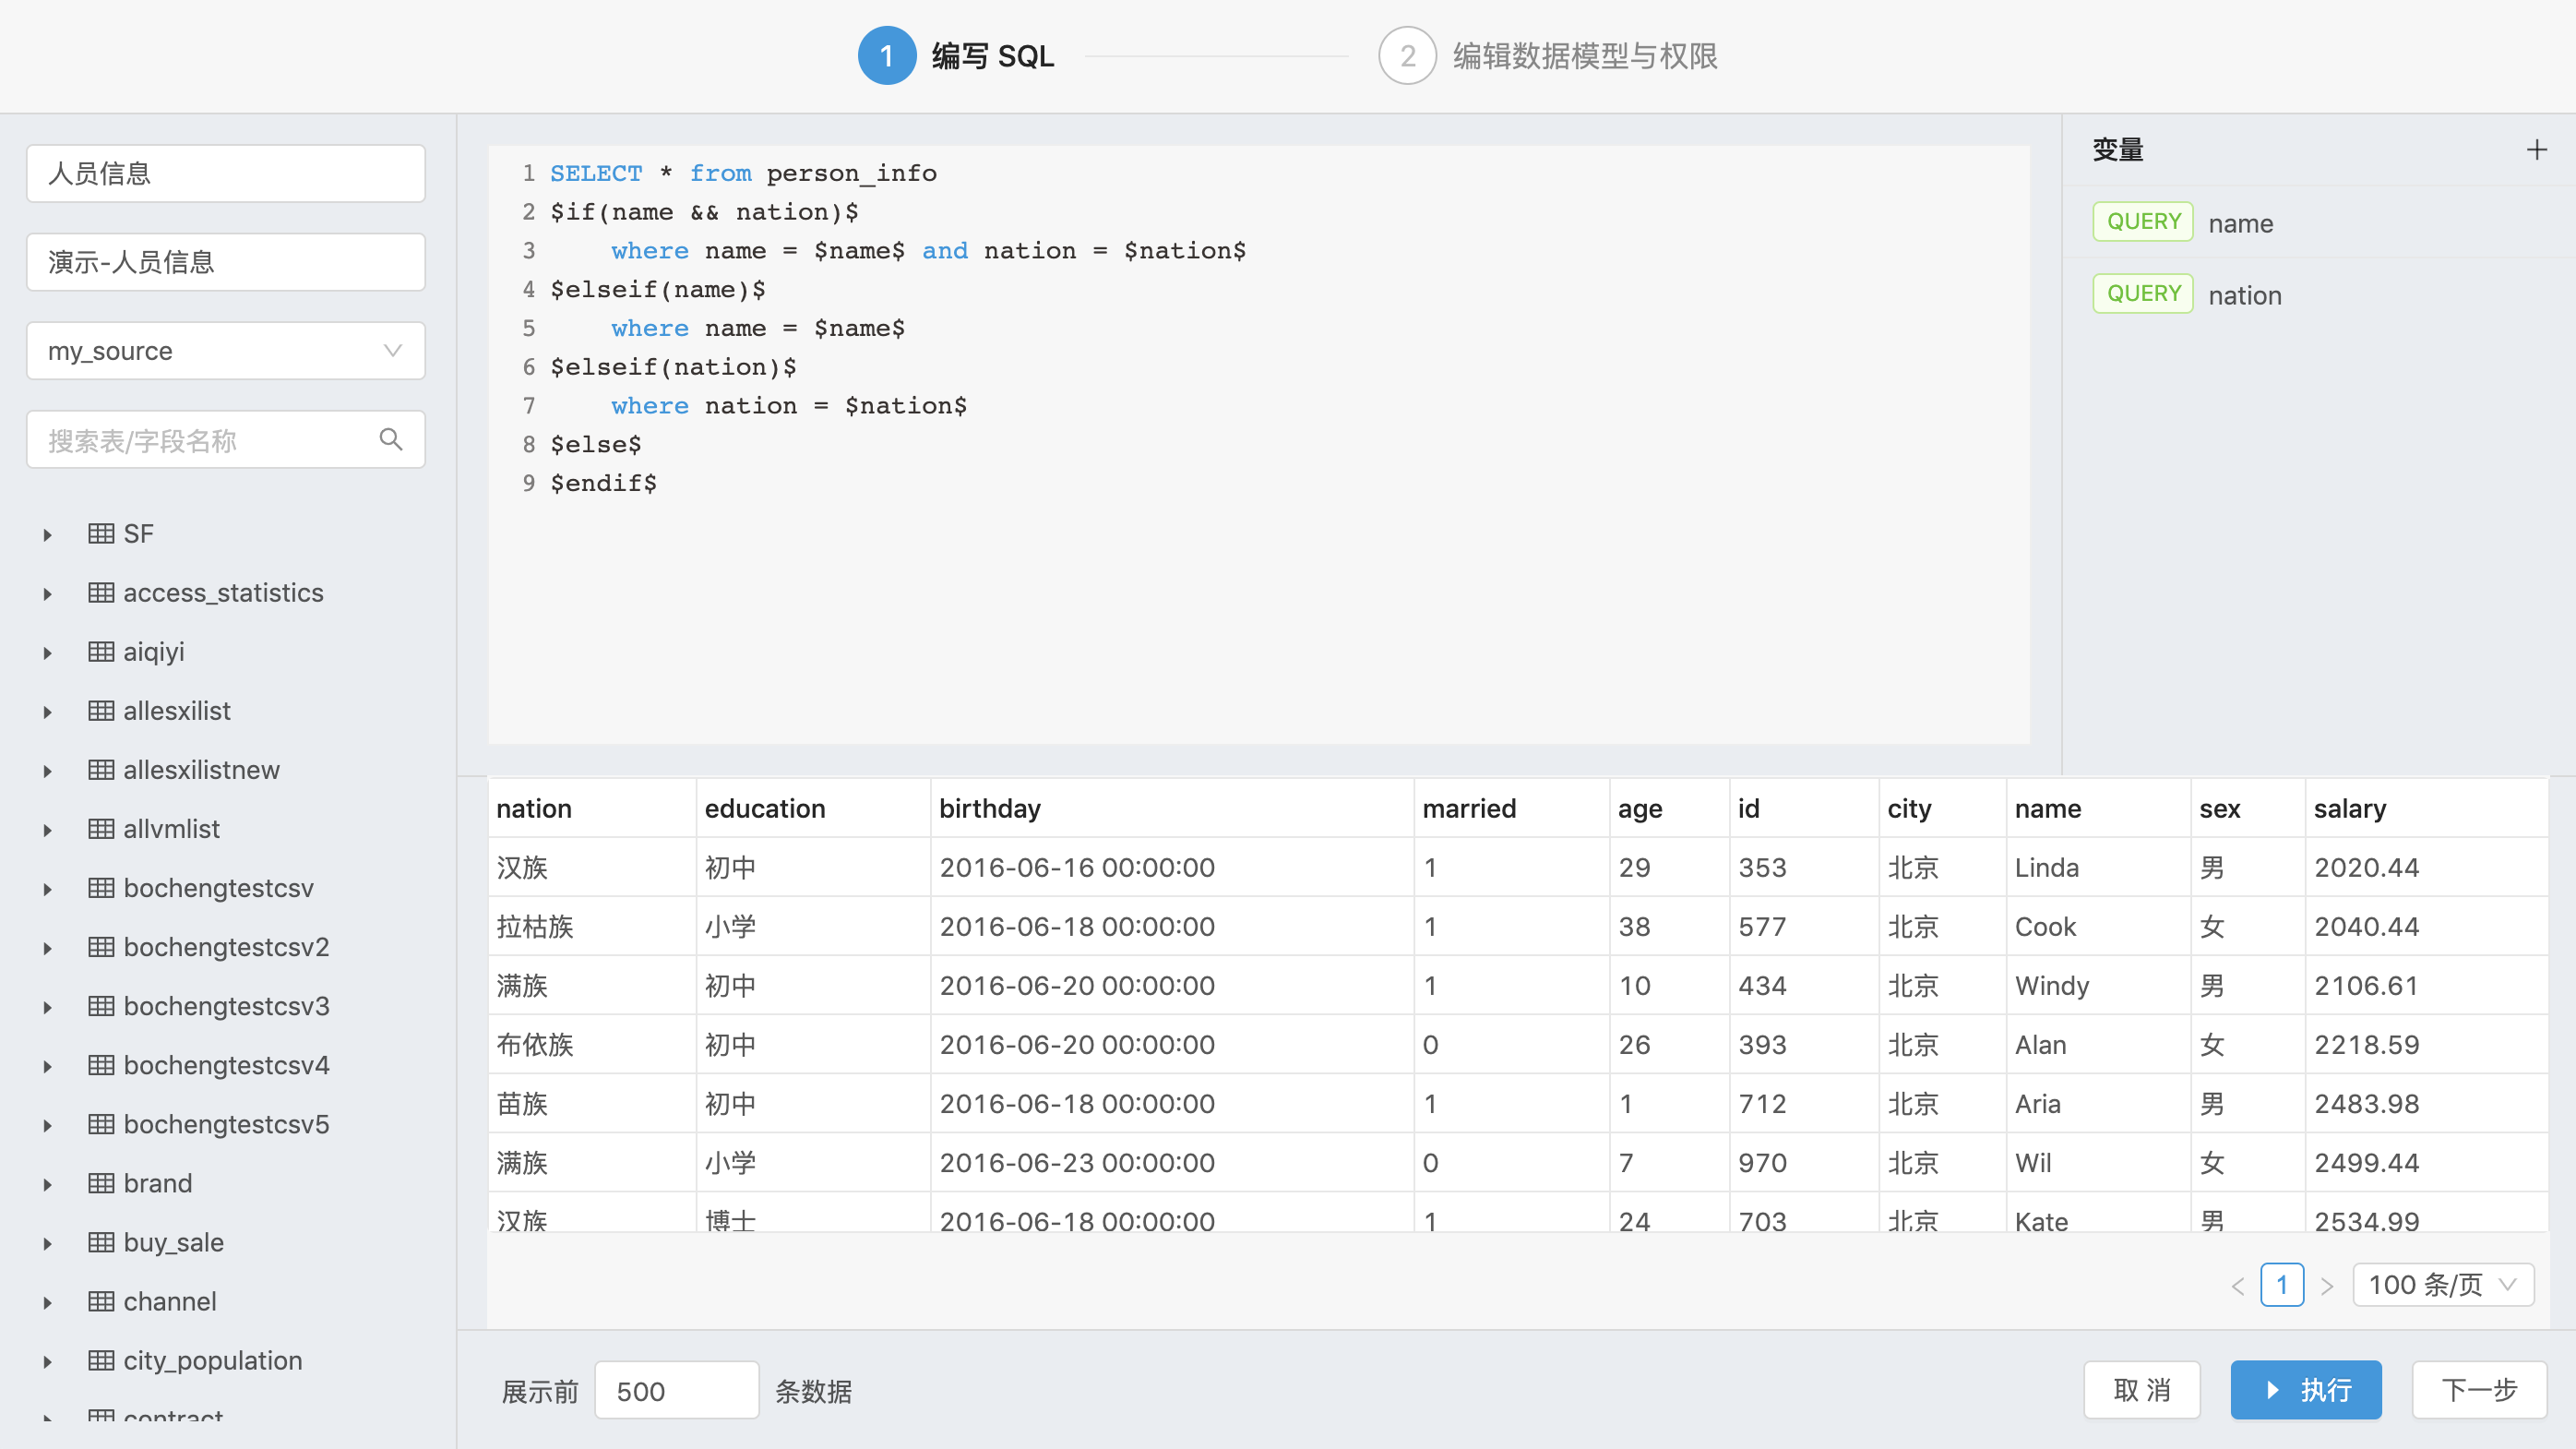 1 编写 SQL 2 编辑数据模型与权限
人员信息
演示-人员信息
my_source
搜索表/字段名称
SF
access_statistics
aiqiyi
allesxilist
allesxilistnew
allvmlist
bochengtestcsv
bochengtestcsv2
bochengtestcsv3
bochengtestcsv4
bochengtestcsv5
brand
buy_sale
channel
city_population
contract
1 SELECT * from person_info
2 $if(name && nation)$
3 where name = $name$ and nation = $nation$
4 $elseif(name)$
5 where name = $name$
6 $elseif(nation)$
7 where nation = $nation$
8 $else$
9 $endif$
变量
QUERY name
QUERY nation
nation education birthday married age id city name sex salary
汉族 初中 2016-06-16 00:00:00 1 29 353 北京 Linda 男 2020.44
拉枯族 小学 2016-06-18 00:00:00 1 38 577 北京 Cook 女 2040.44
满族 初中 2016-06-20 00:00:00 1 10 434 北京 Windy 男 2106.61
布依族 初中 2016-06-20 00:00:00 0 26 393 北京 Alan 女 2218.59
苗族 初中 2016-06-18 00:00:00 1 1 712 北京 Aria 男 2483.98
满族 小学 2016-06-23 00:00:00 0 7 970 北京 Wil 女 2499.44
汉族 博士 2016-06-18 00:00:00 1 24 703 北京 Kate 男 2534.99
1 100 条/页
展示前 500 条数据
取 消 执行 下一步